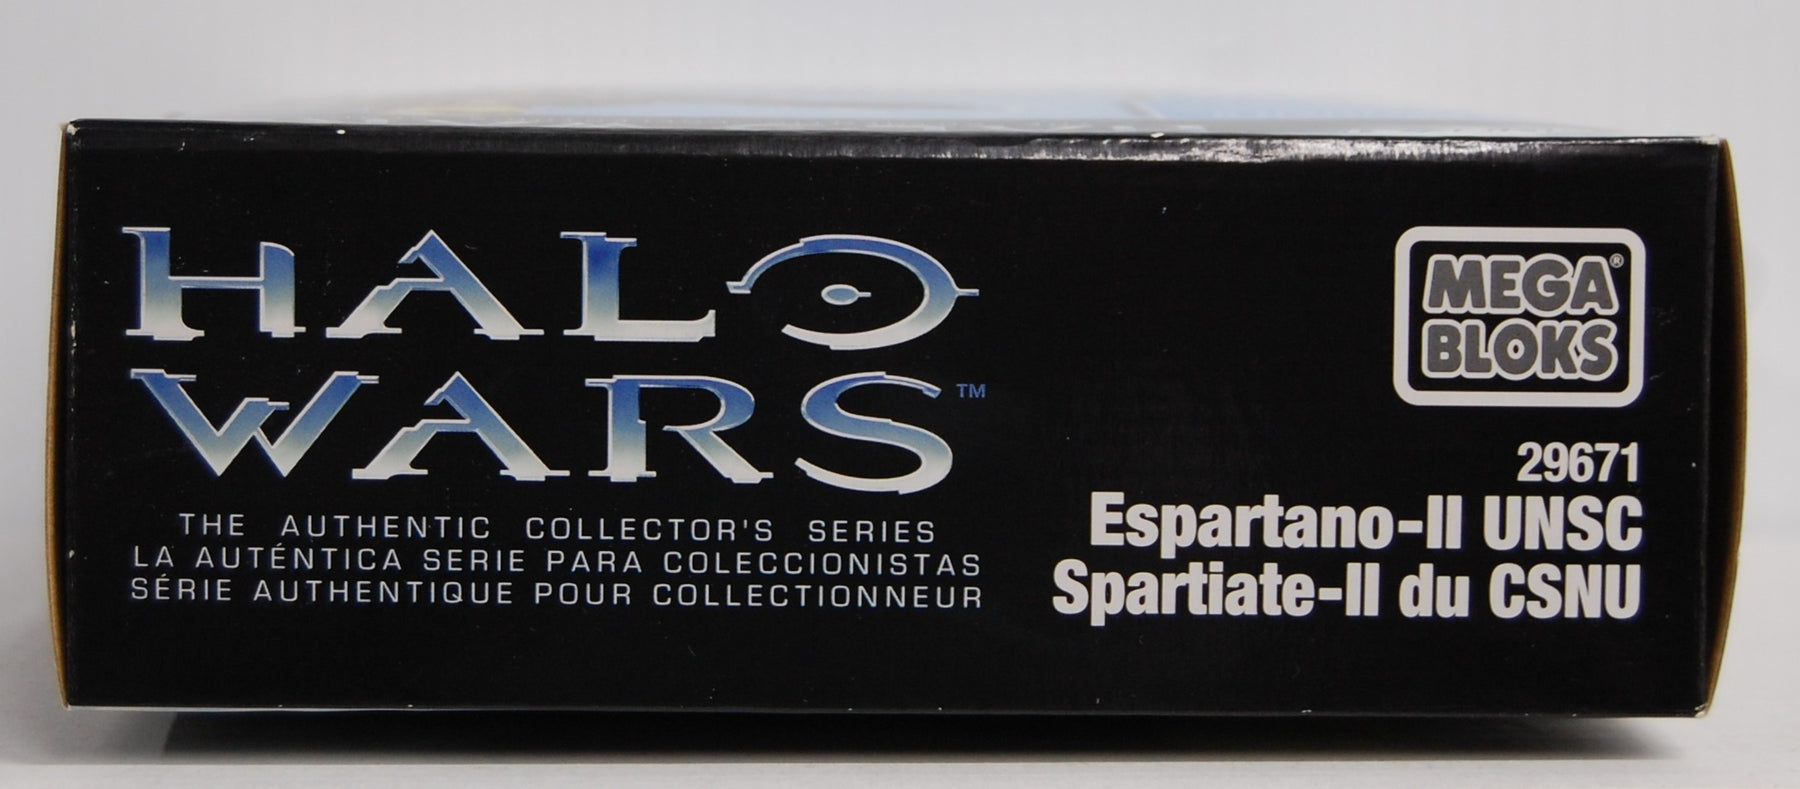 HALO
WARS™
THE AUTHENTIC COLLECTOR'S SERIES
LA AUTÉNTICA SERIE PARA COLECCIONISTAS
SÉRIE AUTHENTIQUE POUR COLLECTIONNEUR
MEGA®
BLOKS
29671
Espartano-II UNSC
Spartiate-II du CSNU